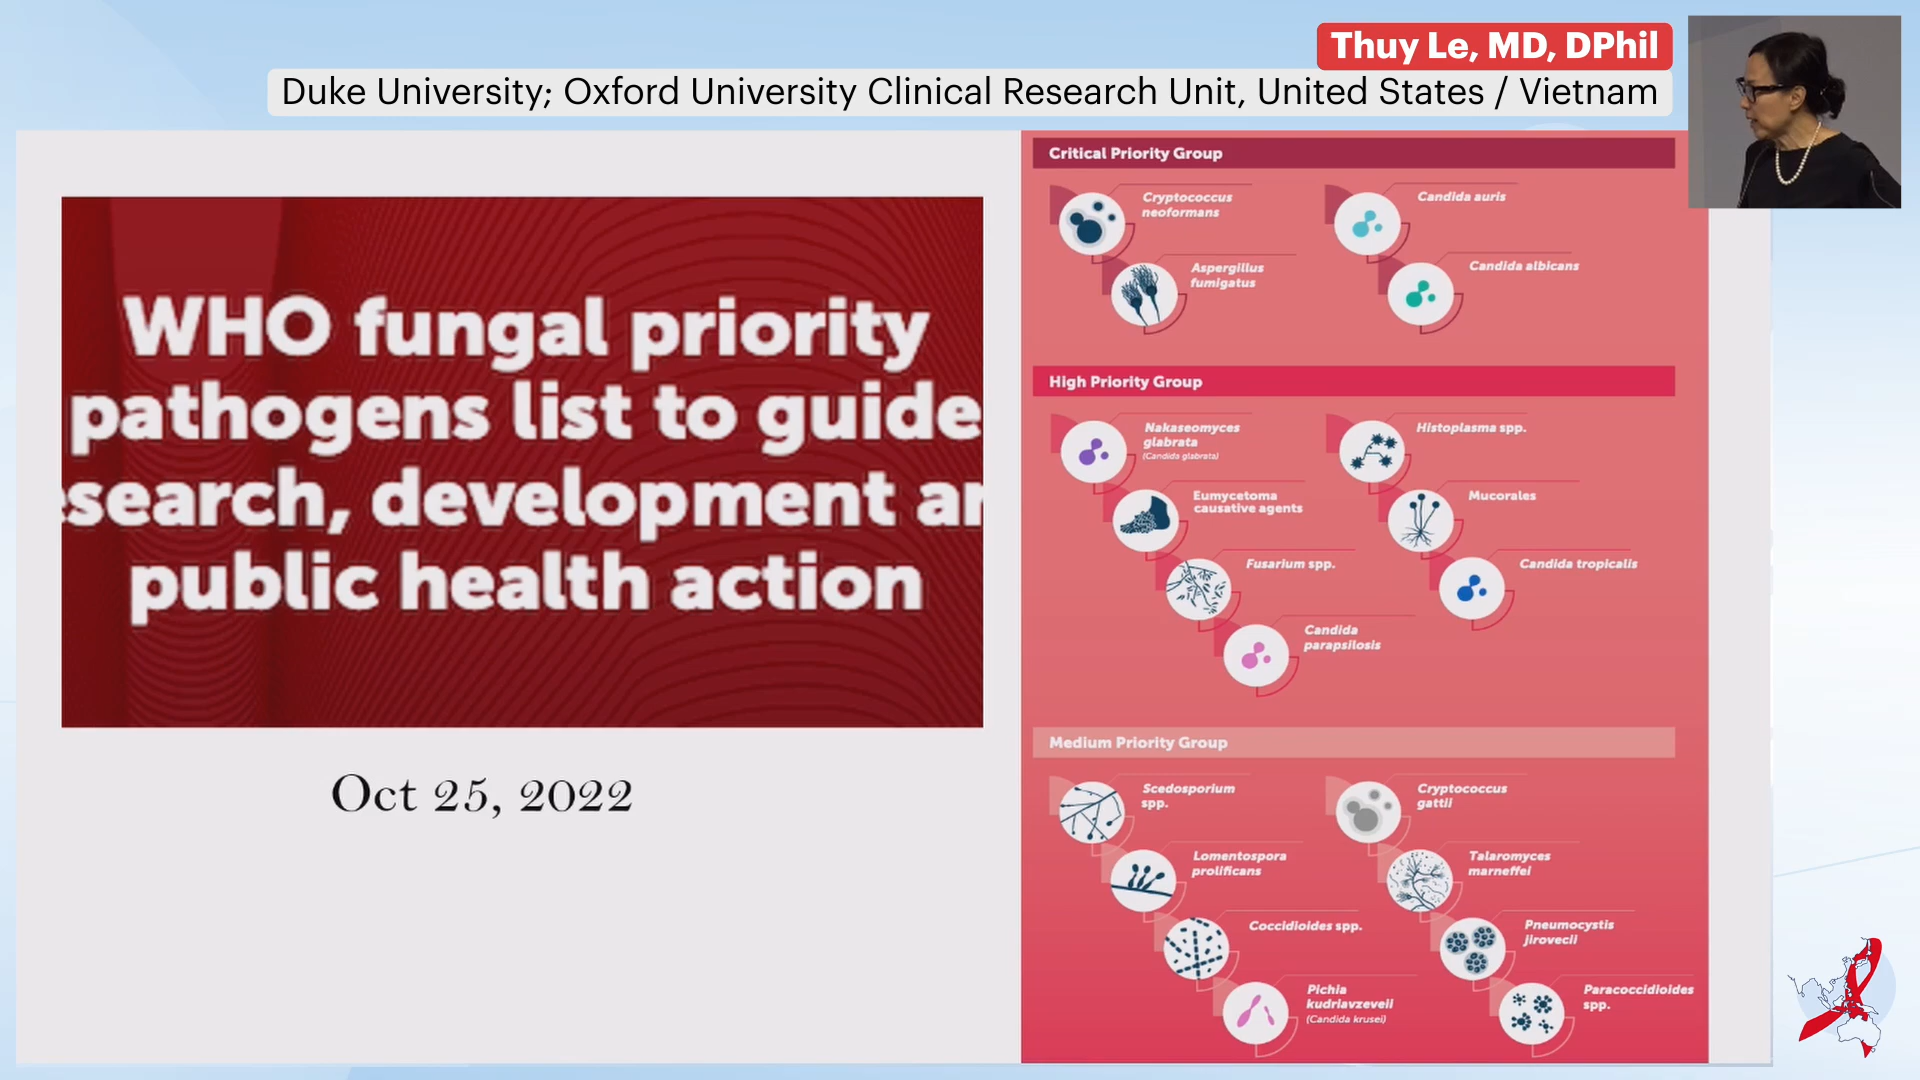 Thuy Le, MD, DPhil
Duke University; Oxford University Clinical Research Unit, United States / Vietnam
WHO fungal priority
pathogens list to guide
search, development
public health action
Oct 25, 2022
Critical Priority Group
Cryptococcus
neoformans
Candida auris
Aspergillus
fumigatus
Candida albicans
High Priority Group
Nakaseomyces
glabrata
(Candida glabrata)
Histoplasma spp.
Eumycetoma
causative agents
Mucorales
Fusarium spp.
Candida tropicalis
Candida
parapsilosis
Medium Priority Group
Scedosporium
spp.
Cryptococcus
gattii
Lomentospora
prolificans
Talaromyces
marneffei
Coccidioides spp.
Pneumocystis
jirovecii
Pichia
kudriavzeveii
(Candida krusei)
Paracoccidioides
spp.